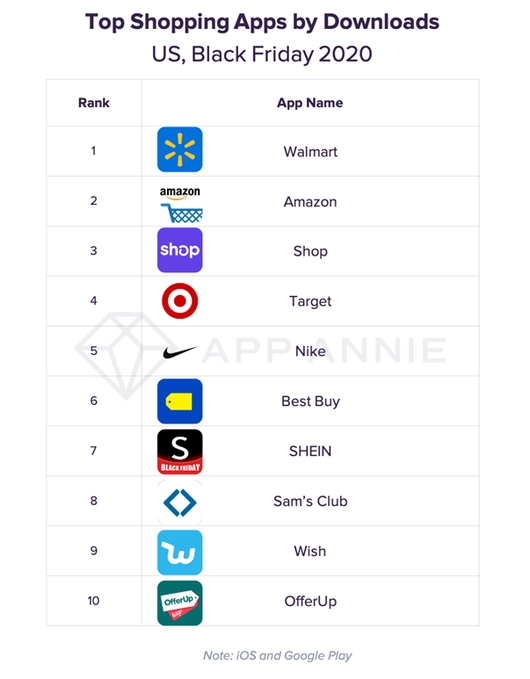 Top Shopping Apps by Downloads
US, Black Friday 2020
Rank App Name
1 Walmart
2 amazon Amazon
3 shop Shop
4 Target
5 Nike
APP ANNIE
6 Best Buy
7 S BLACK FRIDAY SHEIN
8 Sam's Club
9 Wish
10 OfferUp OfferUp
Note: iOS and Google Play